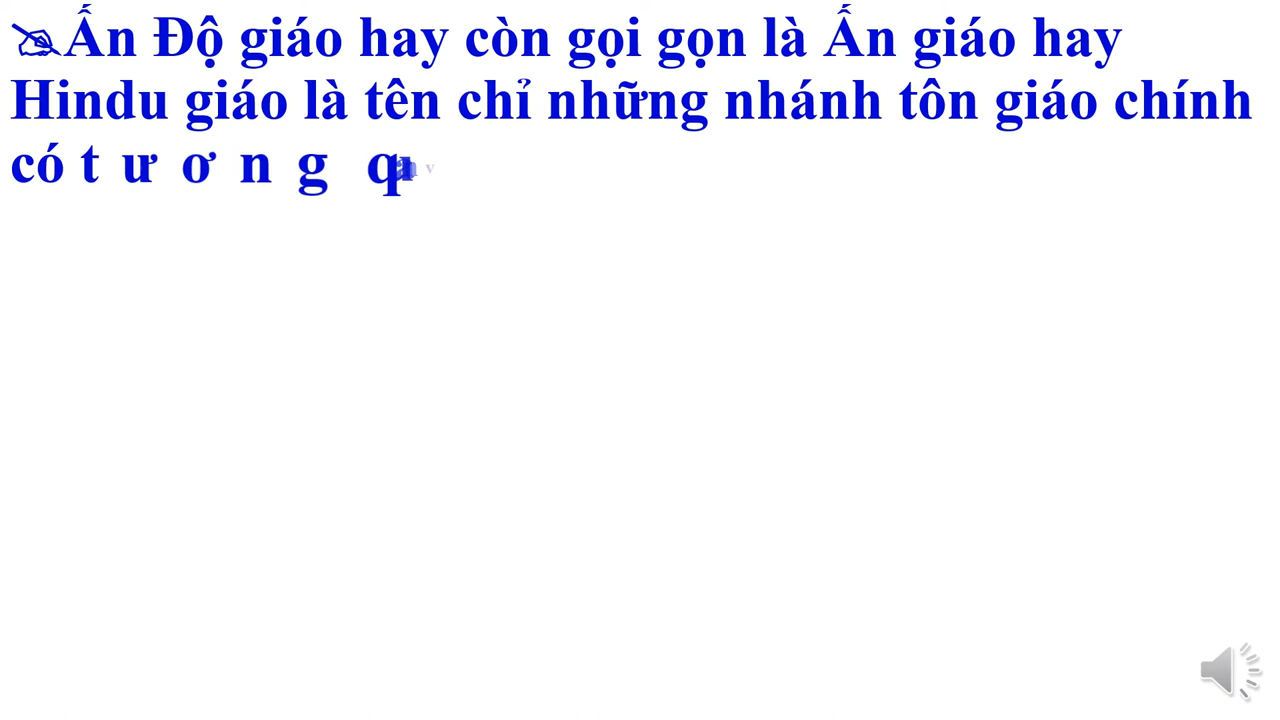 Ấn Độ giáo hay còn gọi gọn là Ấn giáo hay
Hindu giáo là tên chỉ những nhánh tôn giáo chính
có tương